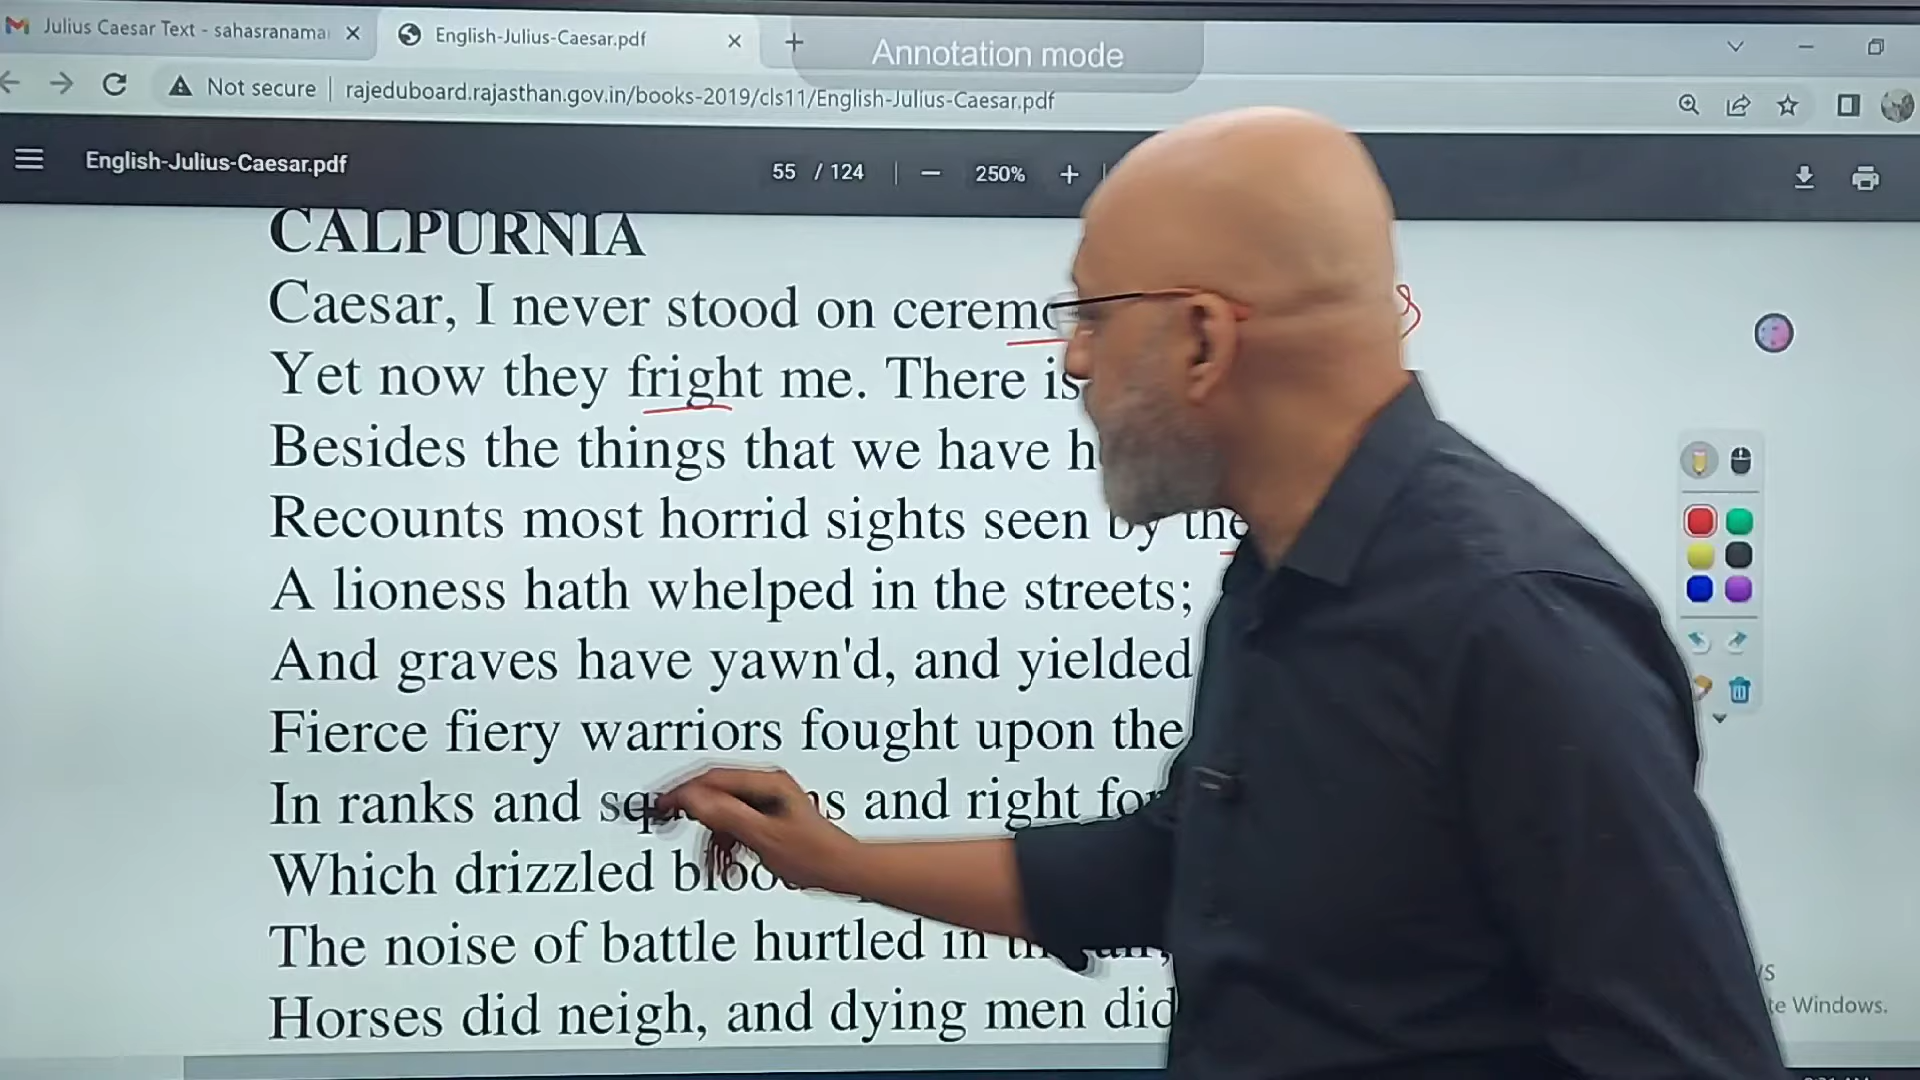 Julius Caesar Text - sahasranama
English-Julius-Caesar.pdf
Annotation mode
Not secure
rajeduboard.rajasthan.gov.in/books-2019/cls11/English-Julius-Caesar.pdf
English-Julius-Caesar.pdf
55 / 124
250%
CALPURNIA
Caesar, I never stood on
Yet now they fright me. There is
Besides the things that we have
Recounts most horrid sights seen by the
A lioness hath whelped in the streets;
And graves have yawn'd, and yielded
Fierce fiery warriors fought upon the
In ranks and and right
Which drizzled
The noise of battle hurtled in
Horses did neigh, and dying men did
Windows.